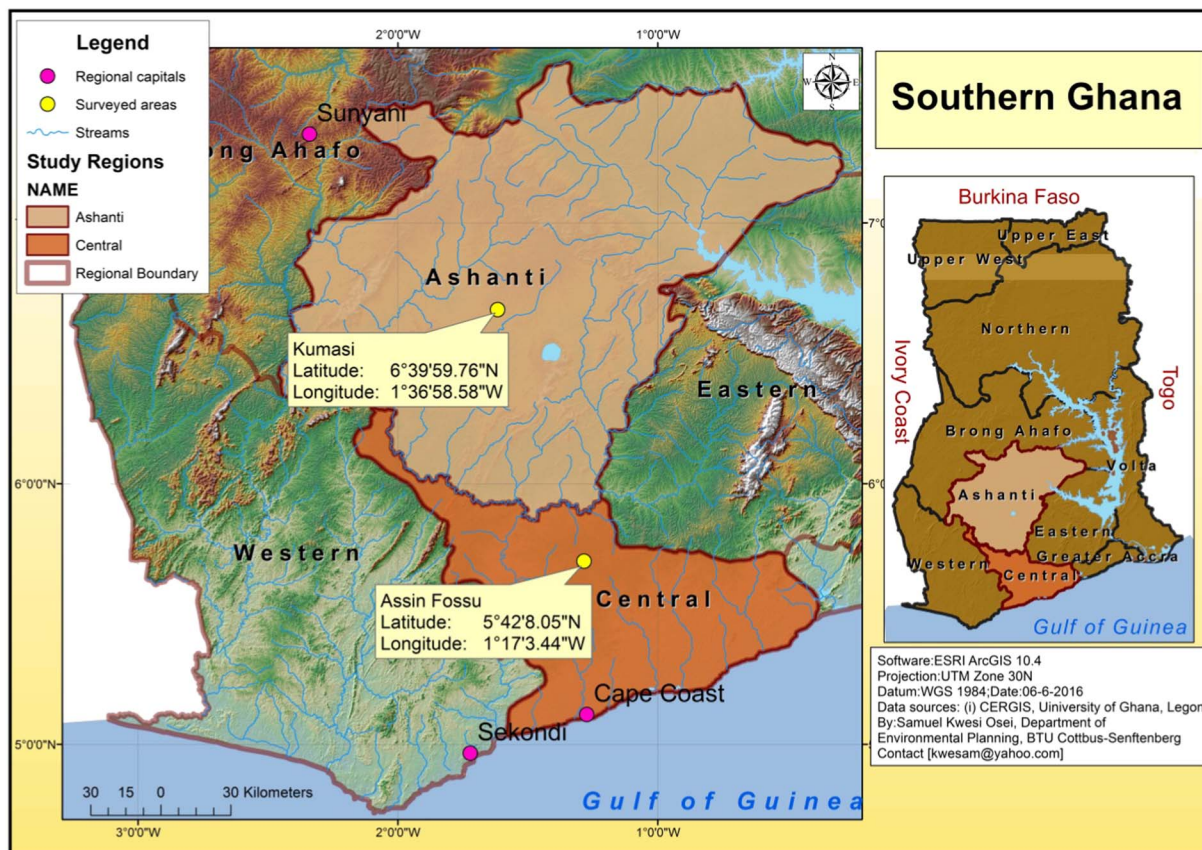 Legend
Regional capitals
Surveyed areas
Streams
Study Regions
NAME
Ashanti
Central
Regional Boundary
2°0'0"W
1°0'0"W
N
W
E
S
Sunyani
ong Ahafo
Ashanti
Kumasi
Latitude: 6°39'59.76"N
Longitude: 1°36'58.58"W
Eastern
Western
Assin Fossu
Latitude: 5°42'8.05"N
Longitude: 1°17'3.44"W
Central
Cape Coast
Sekondi
Gulf of Guinea
6°0'0"N
5°0'0"N
7°
6°
5°
30 15 0 30 Kilometers
3°0'0"W
2°0'0"W
1°0'0"W
Southern Ghana
Burkina Faso
Upper East
Upper West
Northern
Ivory Coast
Togo
Brong Ahafo
Volta
Ashanti
Eastern
Greater Accra
Western
Central
Gulf of Guinea
Software:ESRI ArcGIS 10.4
Projection:UTM Zone 30N
Datum:WGS 1984;Date:06-6-2016
Data sources: (i) CERGIS, Uiniversity of Ghana, Legon
By:Samuel Kwesi Osei, Department of
Environmental Planning, BTU Cottbus-Senftenberg
Contact [kwesam@yahoo.com]